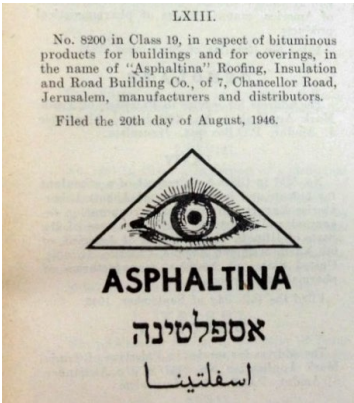 LXIII.
No. 8200 in Class 19, in respect of bituminous
products for buildings and for coverings, in
the name of "Asphaltina" Roofing, Insulation
and Road Building Co., of 7, Chancellor Road,
Jerusalem, manufacturers and distributors.
Filed the 20th day of August, 1946.
ASPHALTINA
אספלטינה
اسفلتينا